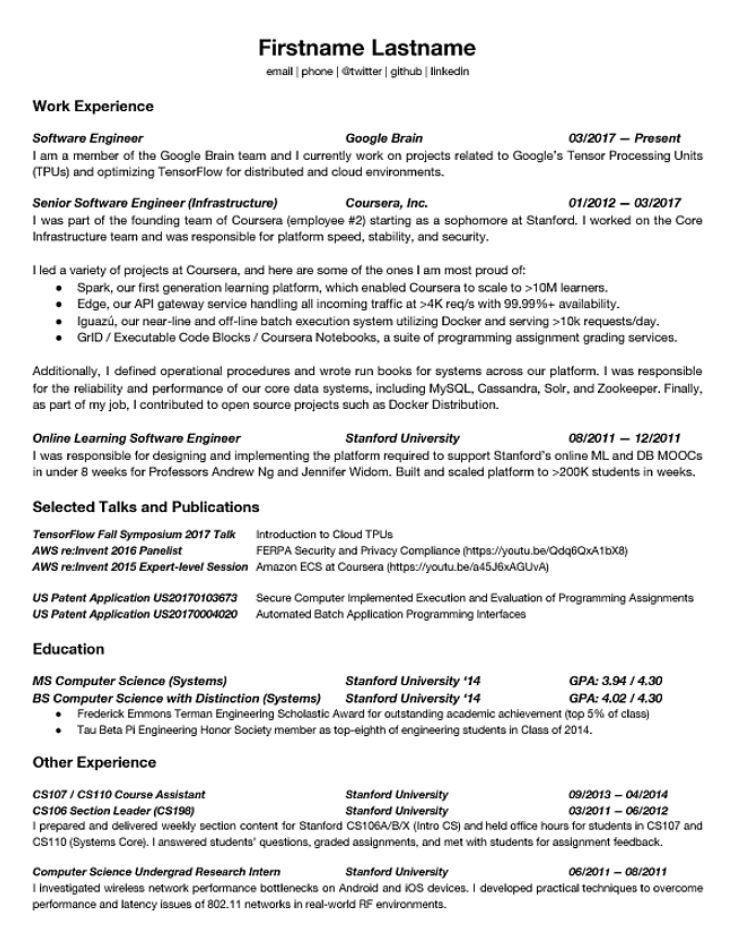 Firstname Lastname
email | phone | @twitter | github | linkedin
Work Experience
Software Engineer Google Brain 03/2017 — Present
I am a member of the Google Brain team and I currently work on projects related to Google's Tensor Processing Units
(TPUs) and optimizing TensorFlow for distributed and cloud environments.
Senior Software Engineer (Infrastructure) Coursera, Inc. 01/2012 — 03/2017
I was part of the founding team of Coursera (employee #2) starting as a sophomore at Stanford. I worked on the Core
Infrastructure team and was responsible for platform speed, stability, and security.
I led a variety of projects at Coursera, and here are some of the ones I am most proud of:
● Spark, our first generation learning platform, which enabled Coursera to scale to >10M learners.
● Edge, our API gateway service handling all incoming traffic at >4K req/s with 99.99%+ availability.
● Iguazú, our near-line and off-line batch execution system utilizing Docker and serving >10k requests/day.
● GrID / Executable Code Blocks / Coursera Notebooks, a suite of programming assignment grading services.
Additionally, I defined operational procedures and wrote run books for systems across our platform. I was responsible
for the reliability and performance of our core data systems, including MySQL, Cassandra, Solr, and Zookeeper. Finally,
as part of my job, I contributed to open source projects such as Docker Distribution.
Online Learning Software Engineer Stanford University 08/2011 — 12/2011
I was responsible for designing and implementing the platform required to support Stanford's online ML and DB MOOCs
in under 8 weeks for Professors Andrew Ng and Jennifer Widom. Built and scaled platform to >200K students in weeks.
Selected Talks and Publications
TensorFlow Fall Symposium 2017 Talk Introduction to Cloud TPUs
AWS re:Invent 2016 Panelist FERPA Security and Privacy Compliance (https://youtu.be/Qdq6QxA1bX8)
AWS re:Invent 2015 Expert-level Session Amazon ECS at Coursera (https://youtu.be/a45J6xAGUvA)
US Patent Application US20170103673 Secure Computer Implemented Execution and Evaluation of Programming Assignments
US Patent Application US20170004020 Automated Batch Application Programming Interfaces
Education
MS Computer Science (Systems) Stanford University '14 GPA: 3.94 / 4.30
BS Computer Science with Distinction (Systems) Stanford University '14 GPA: 4.02 / 4.30
● Frederick Emmons Terman Engineering Scholastic Award for outstanding academic achievement (top 5% of class)
● Tau Beta Pi Engineering Honor Society member as top-eighth of engineering students in Class of 2014.
Other Experience
CS107 / CS110 Course Assistant Stanford University 09/2013 — 04/2014
CS106 Section Leader (CS198) Stanford University 03/2011 — 06/2012
I prepared and delivered weekly section content for Stanford CS106A/B/X (Intro CS) and held office hours for students in CS107 and
CS110 (Systems Core). I answered students' questions, graded assignments, and met with students for assignment feedback.
Computer Science Undergrad Research Intern Stanford University 06/2011 — 08/2011
I investigated wireless network performance bottlenecks on Android and iOS devices. I developed practical techniques to overcome
performance and latency issues of 802.11 networks in real-world RF environments.